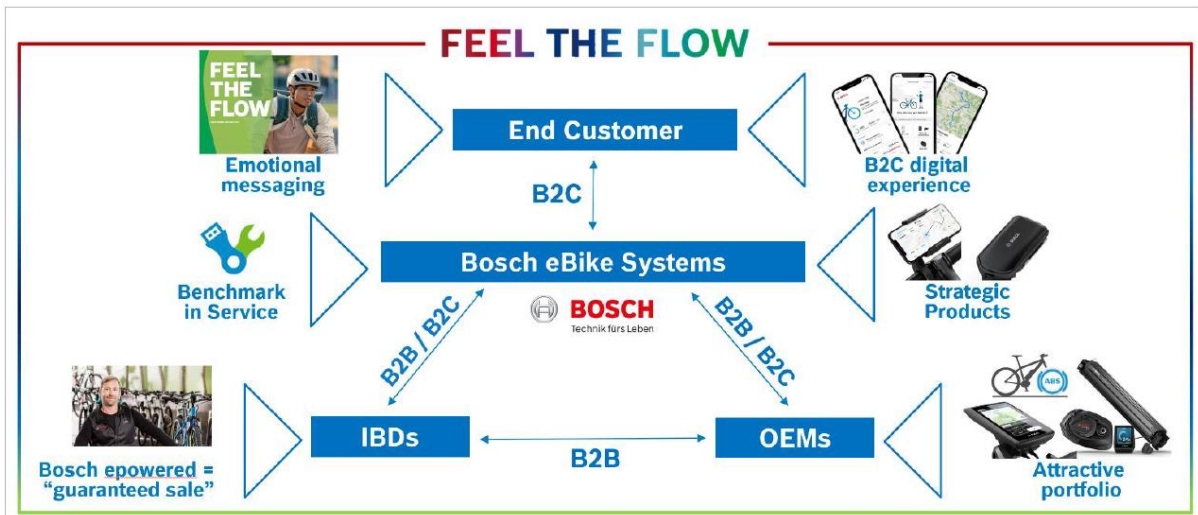 FEEL THE FLOW
FEEL
THE
FLOW
Emotional
messaging
End Customer
B2C digital
experience
B2C
Benchmark
in Service
Bosch eBike Systems
Strategic
Products
BOSCH
Technik fürs Leben
BOSCH
B2B / B2C
B2B / B2C
Bosch epowered =
"guaranteed sale"
IBDs
B2B
OEMs
ABS
Attractive
portfolio